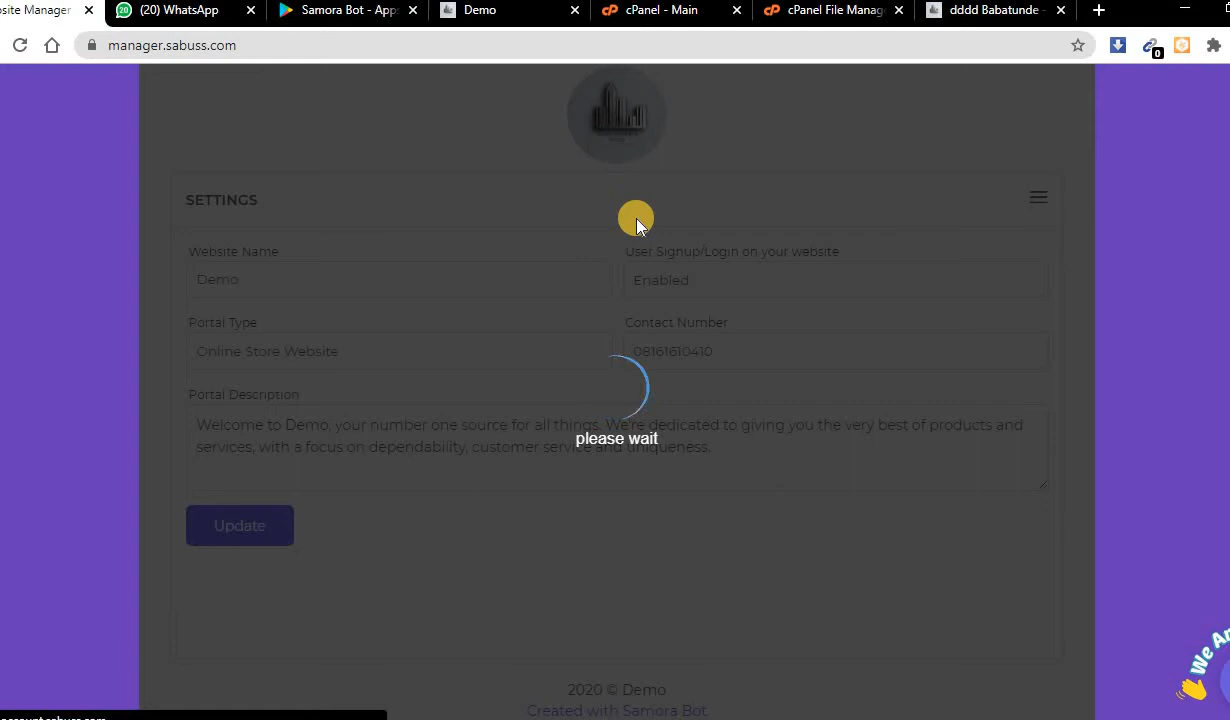 site Manager
(20) WhatsApp
Samora Bot - Apps
Demo
cPanel - Main
cPanel File Manag
dddd Babatunde -
manager.sabuss.com
0
SETTINGS
Website Name
User Signup/Login on your website
Demo
Enabled
Portal Type
Contact Number
Online Store Website
08161610410
Portal Description
Welcome to Demo, your number one source for all things. We're dedicated to giving you the very best of products and
services, with a focus on dependability, customer service and uniqueness.
please wait
Update
We Ar
2020 © Demo
Created with Samora Bot.